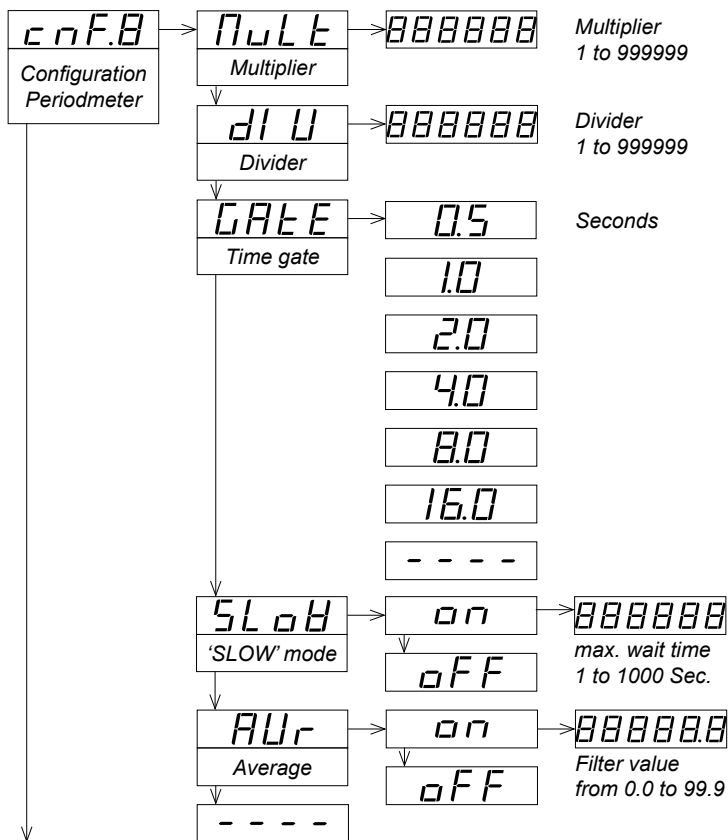 cnF.8
Configuration
Periodmeter
MuLt
Multiplier
888888
Multiplier
1 to 999999
dIV
Divider
888888
Divider
1 to 999999
GAtE
Time gate
0.5
Seconds
1.0
2.0
4.0
8.0
16.0
- - - -
SLoW
'SLOW' mode
on
oFF
888888
max. wait time
1 to 1000 Sec.
AVr
Average
on
oFF
88888.8
Filter value
from 0.0 to 99.9
- - - -